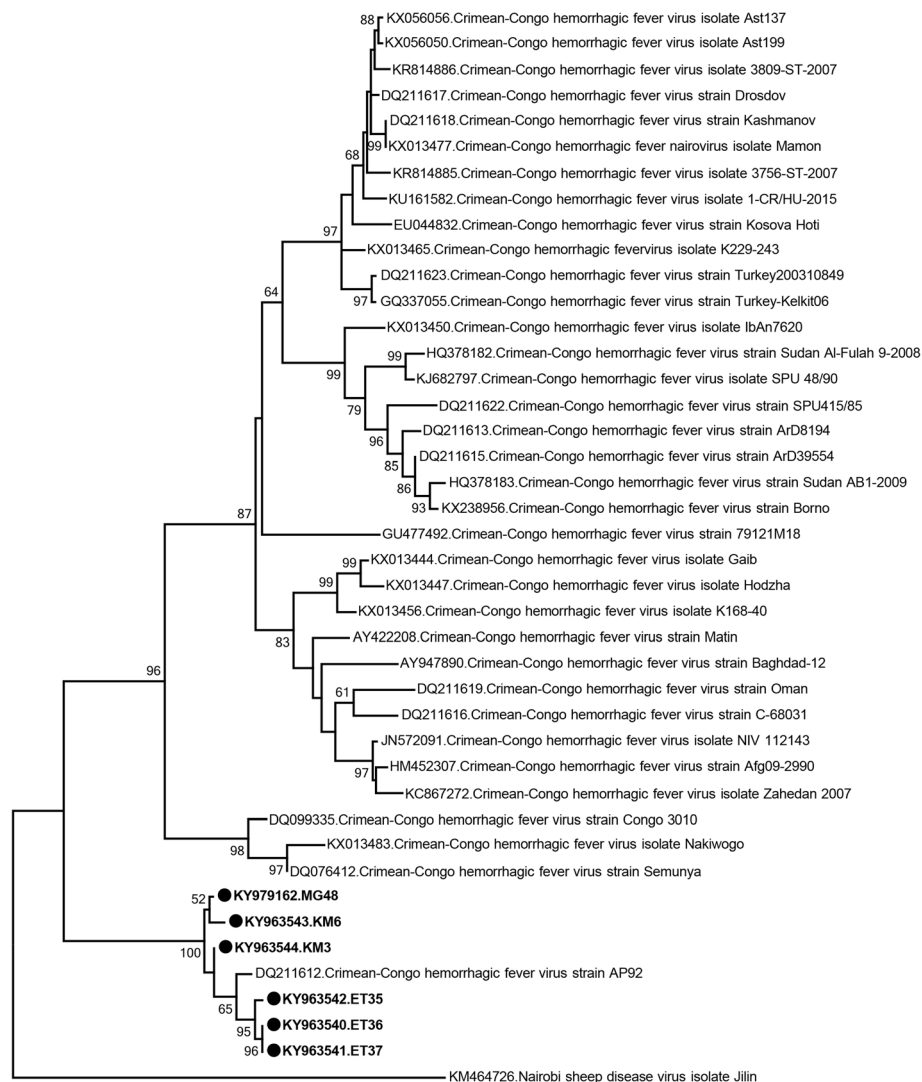 88
KX056056.Crimean-Congo hemorrhagic fever virus isolate Ast137
KX056050.Crimean-Congo hemorrhagic fever virus isolate Ast199
KR814886.Crimean-Congo hemorrhagic fever virus isolate 3809-ST-2007
DQ211617.Crimean-Congo hemorrhagic fever virus strain Drosdov
DQ211618.Crimean-Congo hemorrhagic fever virus strain Kashmanov
99
KX013477.Crimean-Congo hemorrhagic fever nairovirus isolate Mamon
68
KR814885.Crimean-Congo hemorrhagic fever virus isolate 3756-ST-2007
KU161582.Crimean-Congo hemorrhagic fever virus isolate 1-CR/HU-2015
EU044832.Crimean-Congo hemorrhagic fever virus strain Kosova Hoti
97
KX013465.Crimean-Congo hemorrhagic fevervirus isolate K229-243
DQ211623.Crimean-Congo hemorrhagic fever virus strain Turkey200310849
97
GQ337055.Crimean-Congo hemorrhagic fever virus strain Turkey-Kelkit06
64
KX013450.Crimean-Congo hemorrhagic fever virus isolate IbAn7620
99
HQ378182.Crimean-Congo hemorrhagic fever virus strain Sudan Al-Fulah 9-2008
99
KJ682797.Crimean-Congo hemorrhagic fever virus isolate SPU 48/90
79
DQ211622.Crimean-Congo hemorrhagic fever virus strain SPU415/85
96
DQ211613.Crimean-Congo hemorrhagic fever virus strain ArD8194
85
DQ211615.Crimean-Congo hemorrhagic fever virus strain ArD39554
86
HQ378183.Crimean-Congo hemorrhagic fever virus strain Sudan AB1-2009
93
KX238956.Crimean-Congo hemorrhagic fever virus strain Borno
87
GU477492.Crimean-Congo hemorrhagic fever virus strain 79121M18
99
KX013444.Crimean-Congo hemorrhagic fever virus isolate Gaib
99
KX013447.Crimean-Congo hemorrhagic fever virus isolate Hodzha
KX013456.Crimean-Congo hemorrhagic fever virus isolate K168-40
83
AY422208.Crimean-Congo hemorrhagic fever virus strain Matin
AY947890.Crimean-Congo hemorrhagic fever virus strain Baghdad-12
96
61
DQ211619.Crimean-Congo hemorrhagic fever virus strain Oman
DQ211616.Crimean-Congo hemorrhagic fever virus strain C-68031
JN572091.Crimean-Congo hemorrhagic fever virus isolate NIV 112143
97
HM452307.Crimean-Congo hemorrhagic fever virus strain Afg09-2990
KC867272.Crimean-Congo hemorrhagic fever virus isolate Zahedan 2007
DQ099335.Crimean-Congo hemorrhagic fever virus strain Congo 3010
98
KX013483.Crimean-Congo hemorrhagic fever virus isolate Nakiwogo
97
DQ076412.Crimean-Congo hemorrhagic fever virus strain Semunya
52
KY979162.MG48
KY963543.KM6
100
KY963544.KM3
DQ211612.Crimean-Congo hemorrhagic fever virus strain AP92
65
KY963542.ET35
95
KY963540.ET36
96
KY963541.ET37
KM464726.Nairobi sheep disease virus isolate Jilin